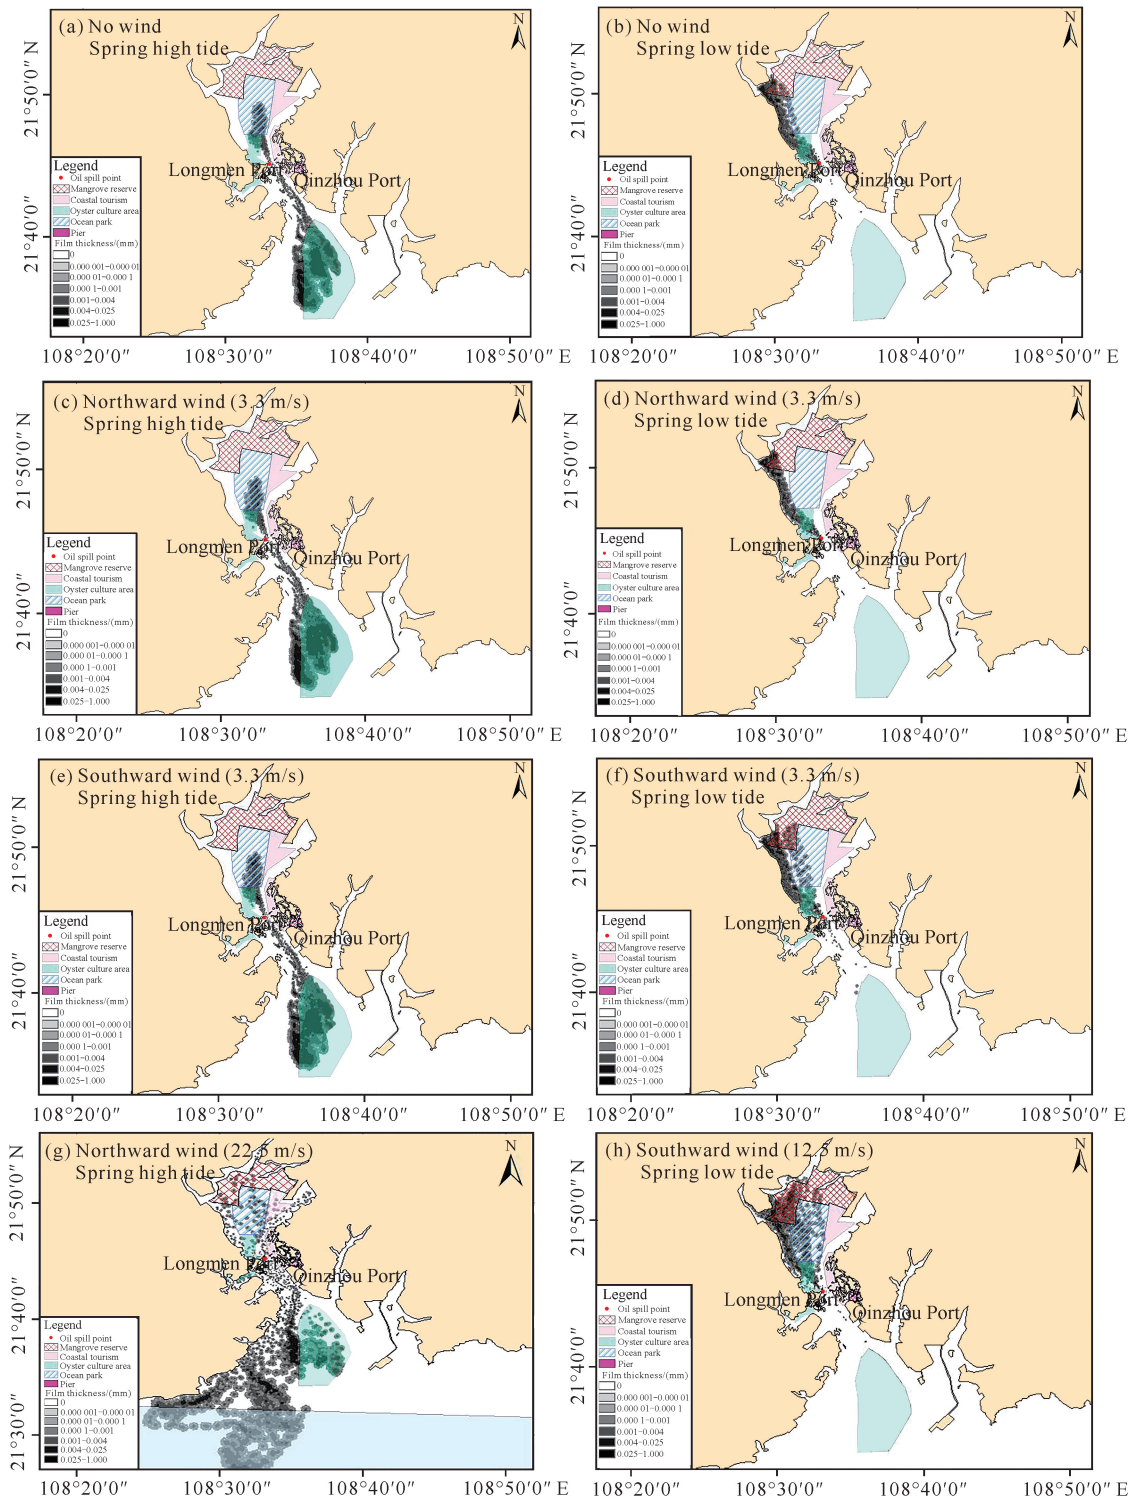 (a) No wind
Spring high tide
N
21°50′0″ N
21°40′0″
Longmen Port
Qinzhou Port
Legend
Oil spill point
Mangrove reserve
Coastal tourism
Oyster culture area
Ocean park
Pier
Film thickness/(mm)
0
0.000 001-0.000 01
0.000 01-0.000 1
0.000 1-0.001
0.001-0.004
0.004-0.025
0.025-1.000
108°20′0″ 108°30′0″ 108°40′0″ 108°50′0″ E
(b) No wind
Spring low tide
N
21°50′0″ N
21°40′0″
Longmen Port
Qinzhou Port
Legend
Oil spill point
Mangrove reserve
Coastal tourism
Oyster culture area
Ocean park
Pier
Film thickness/(mm)
0
0.000 001-0.000 01
0.000 01-0.000 1
0.000 1-0.001
0.001-0.004
0.004-0.025
0.025-1.000
108°20′0″ 108°30′0″ 108°40′0″ 108°50′0″ E
(c) Northward wind (3.3 m/s)
Spring high tide
N
21°50′0″ N
21°40′0″
Longmen Port
Qinzhou Port
Legend
Oil spill point
Mangrove reserve
Coastal tourism
Oyster culture area
Ocean park
Pier
Film thickness/(mm)
0
0.000 001-0.000 01
0.000 01-0.000 1
0.000 1-0.001
0.001-0.004
0.004-0.025
0.025-1.000
108°20′0″ 108°30′0″ 108°40′0″ 108°50′0″ E
(d) Northward wind (3.3 m/s)
Spring low tide
N
21°50′0″ N
21°40′0″
Longmen Port
Qinzhou Port
Legend
Oil spill point
Mangrove reserve
Coastal tourism
Oyster culture area
Ocean park
Pier
Film thickness/(mm)
0
0.000 001-0.000 01
0.000 01-0.000 1
0.000 1-0.001
0.001-0.004
0.004-0.025
0.025-1.000
108°20′0″ 108°30′0″ 108°40′0″ 108°50′0″ E
(e) Southward wind (3.3 m/s)
Spring high tide
N
21°50′0″ N
21°40′0″
Longmen Port
Qinzhou Port
Legend
Oil spill point
Mangrove reserve
Coastal tourism
Oyster culture area
Ocean park
Pier
Film thickness/(mm)
0
0.000 001-0.000 01
0.000 01-0.000 1
0.000 1-0.001
0.001-0.004
0.004-0.025
0.025-1.000
108°20′0″ 108°30′0″ 108°40′0″ 108°50′0″ E
(f) Southward wind (3.3 m/s)
Spring low tide
N
21°50′0″ N
21°40′0″
Longmen Port
Qinzhou Port
Legend
Oil spill point
Mangrove reserve
Coastal tourism
Oyster culture area
Ocean park
Pier
Film thickness/(mm)
0
0.000 001-0.000 01
0.000 01-0.000 1
0.000 1-0.001
0.001-0.004
0.004-0.025
0.025-1.000
108°20′0″ 108°30′0″ 108°40′0″ 108°50′0″ E
(g) Northward wind (22.5 m/s)
Spring high tide
N
21°50′0″ N
21°40′0″
21°30′0″
Longmen Port
Qinzhou Port
Legend
Oil spill point
Mangrove reserve
Coastal tourism
Oyster culture area
Ocean park
Pier
Film thickness/(mm)
0
0.000 001-0.000 01
0.000 01-0.000 1
0.000 1-0.001
0.001-0.004
0.004-0.025
0.025-1.000
108°20′0″ 108°30′0″ 108°40′0″ 108°50′0″ E
(h) Southward wind (12.5 m/s)
Spring low tide
N
21°50′0″ N
21°40′0″
Longmen Port
Qinzhou Port
Legend
Oil spill point
Mangrove reserve
Coastal tourism
Oyster culture area
Ocean park
Pier
Film thickness/(mm)
0
0.000 001-0.000 01
0.000 01-0.000 1
0.000 1-0.001
0.001-0.004
0.004-0.025
0.025-1.000
108°20′0″ 108°30′0″ 108°40′0″ 108°50′0″ E